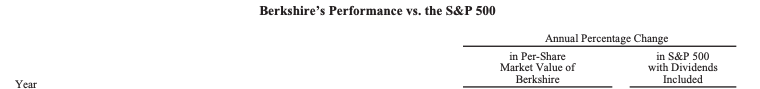 Berkshire’s Performance vs. the S&P 500
Annual Percentage Change
in Per-Share
Market Value of
Berkshire
in S&P 500
with Dividends
Included
Year